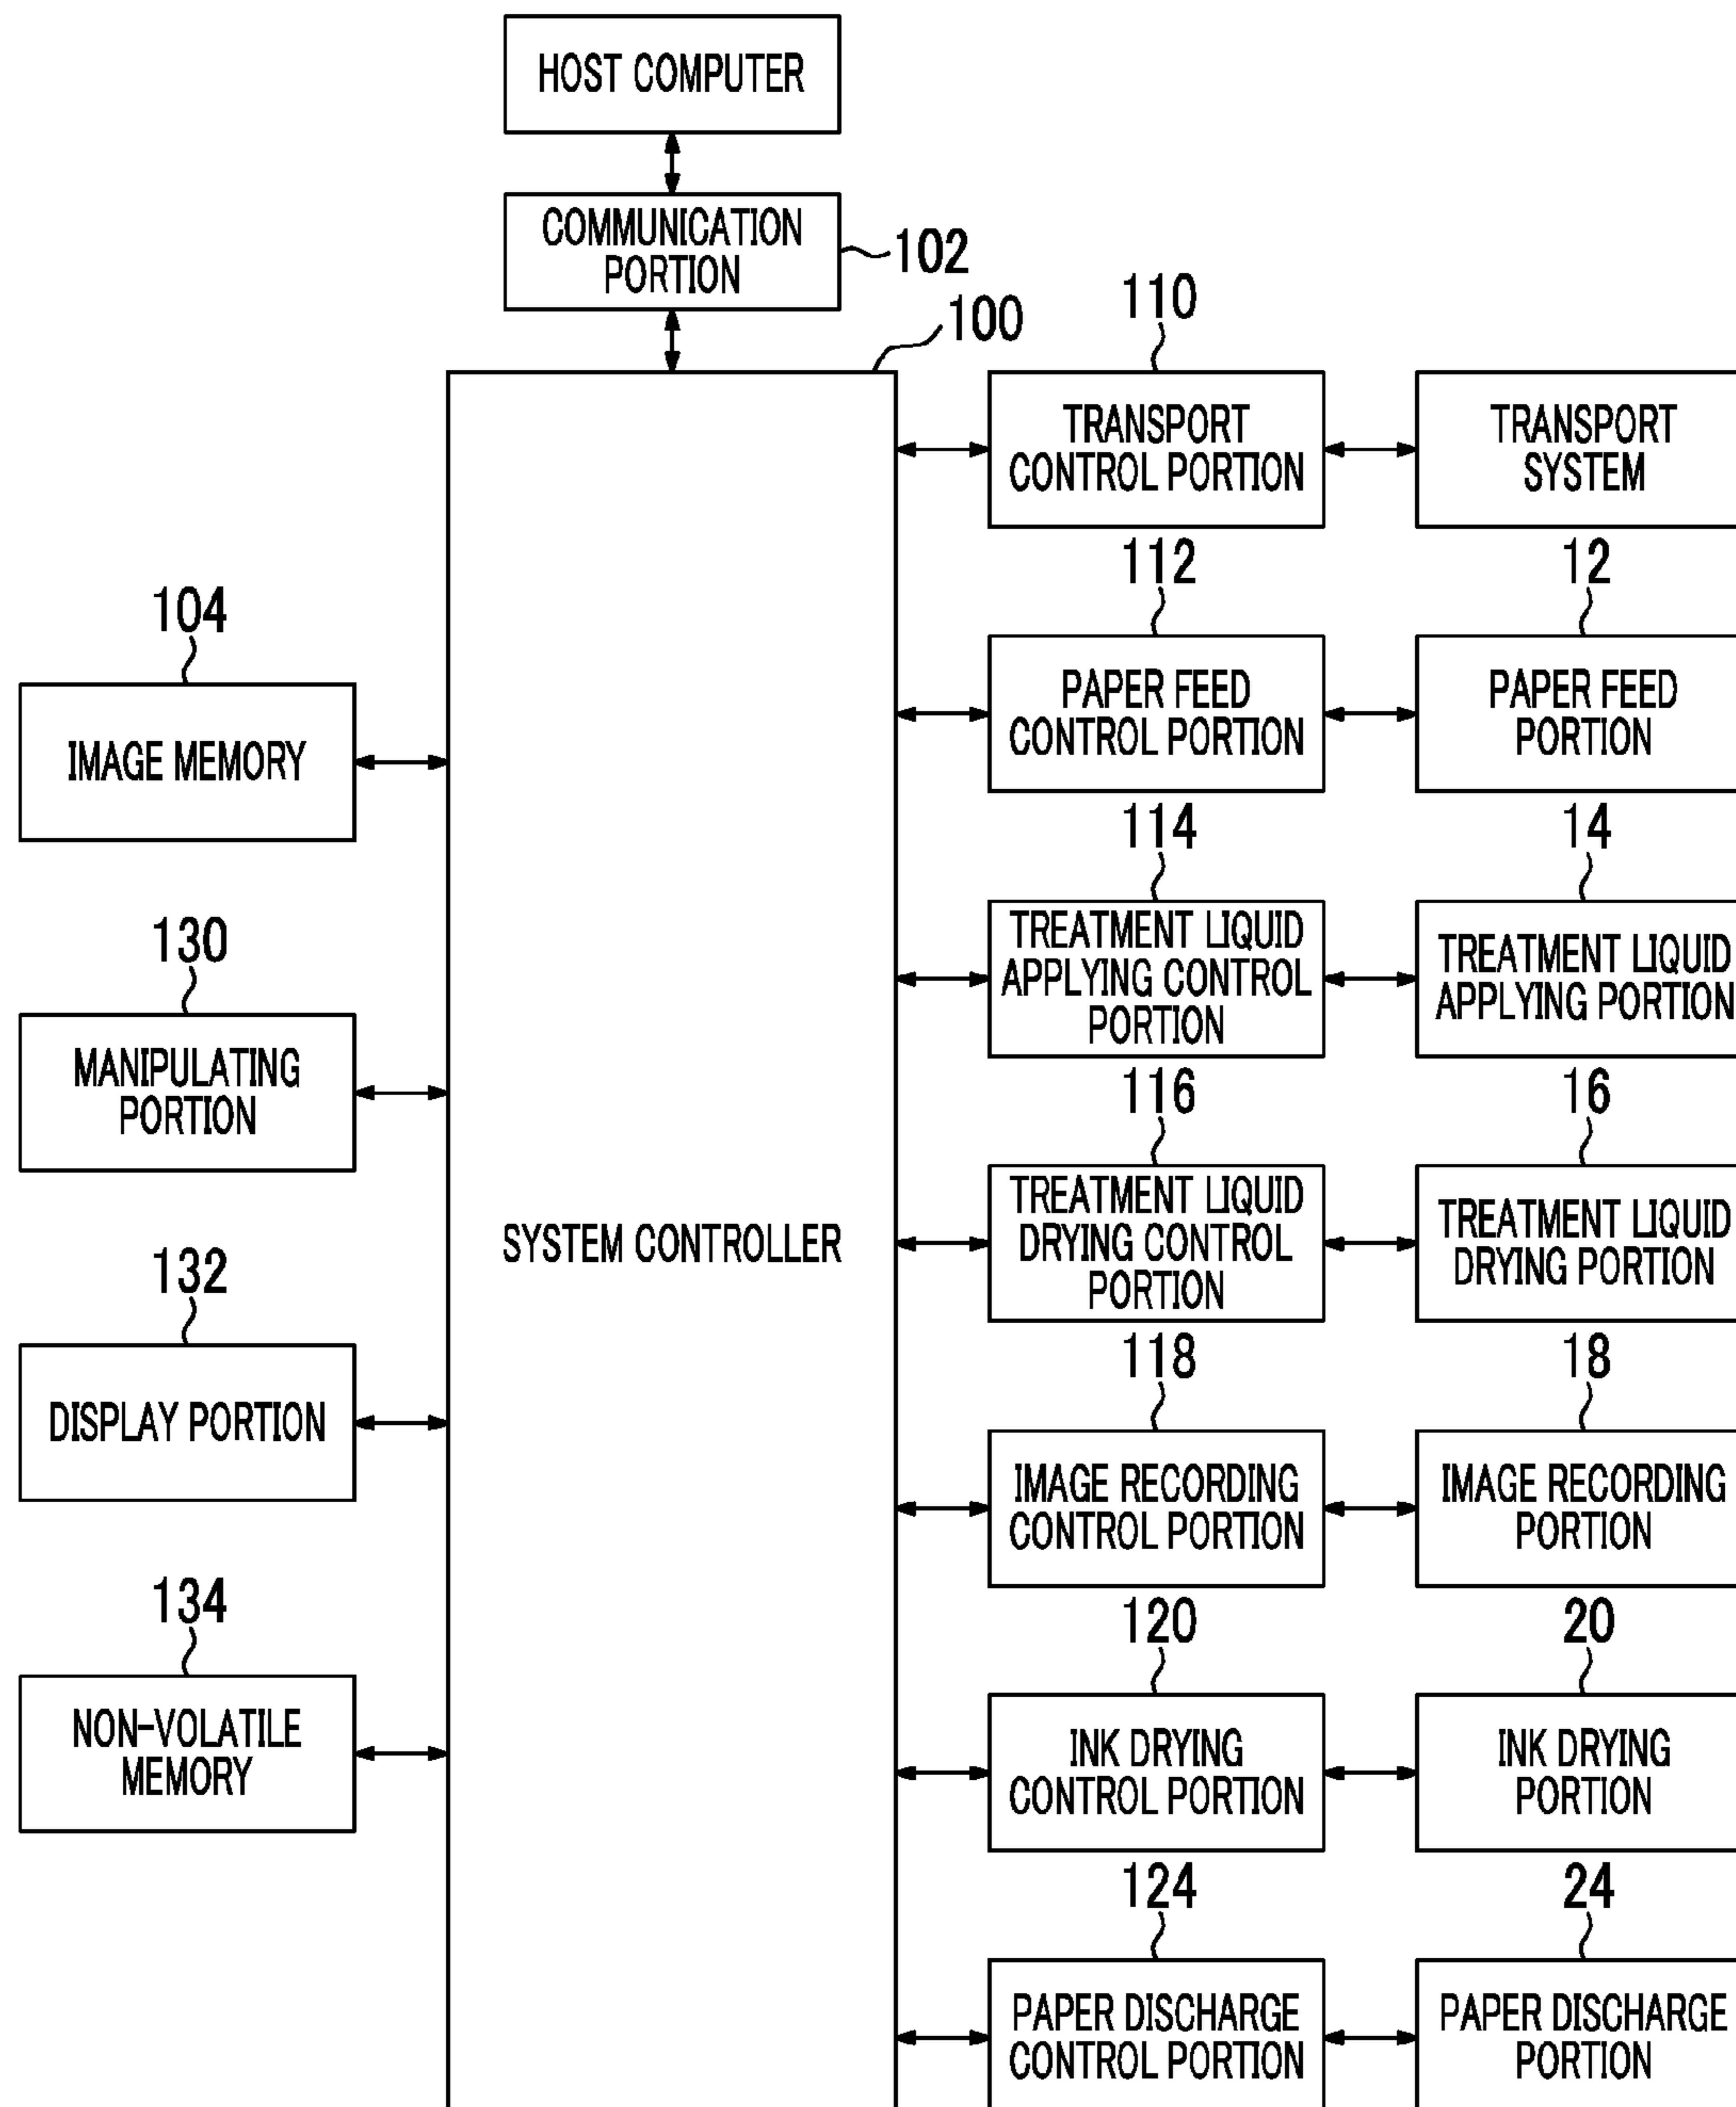 HOST COMPUTER
COMMUNICATION
PORTION
102
100
110
TRANSPORT
CONTROL PORTION
TRANSPORT
SYSTEM
112
12
PAPER FEED
CONTROL PORTION
PAPER FEED
PORTION
104
IMAGE MEMORY
114
14
TREATMENT LIQUID
APPLYING CONTROL
PORTION
TREATMENT LIQUID
APPLYING PORTION
130
MANIPULATING
PORTION
116
16
TREATMENT LIQUID
DRYING CONTROL
PORTION
TREATMENT LIQUID
DRYING PORTION
SYSTEM CONTROLLER
132
DISPLAY PORTION
118
18
IMAGE RECORDING
CONTROL PORTION
IMAGE RECORDING
PORTION
134
NON-VOLATILE
MEMORY
120
20
INK DRYING
CONTROL PORTION
INK DRYING
PORTION
124
24
PAPER DISCHARGE
CONTROL PORTION
PAPER DISCHARGE
PORTION